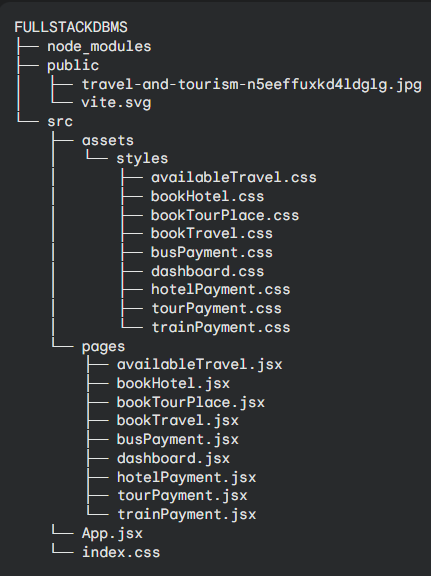 FULLSTACKDBMS
├── node_modules
├── public
│   ├── travel-and-tourism-n5eeffuxkd4ldglg.jpg
│   └── vite.svg
└── src
    ├── assets
    │   └── styles
    │       ├── availableTravel.css
    │       ├── bookHotel.css
    │       ├── bookTourPlace.css
    │       ├── bookTravel.css
    │       ├── busPayment.css
    │       ├── dashboard.css
    │       ├── hotelPayment.css
    │       ├── tourPayment.css
    │       └── trainPayment.css
    └── pages
        ├── availableTravel.jsx
        ├── bookHotel.jsx
        ├── bookTourPlace.jsx
        ├── bookTravel.jsx
        ├── busPayment.jsx
        ├── dashboard.jsx
        ├── hotelPayment.jsx
        ├── tourPayment.jsx
        └── trainPayment.jsx
    └── App.jsx
    └── index.css